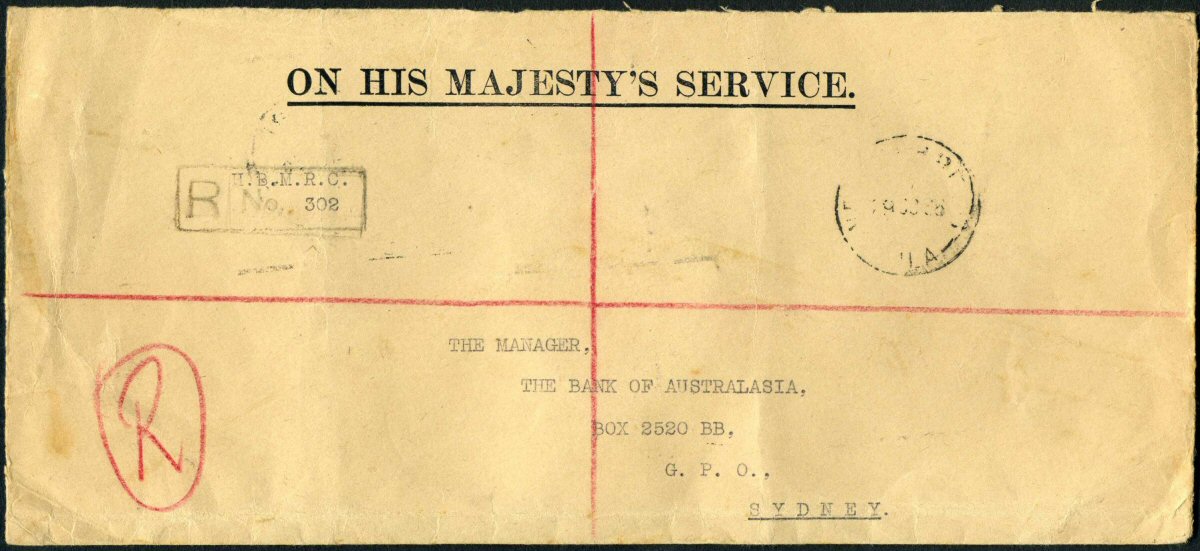 ON HIS MAJESTY'S SERVICE.
H.B.M.R.C.
R No. 302
THE MANAGER,
THE BANK OF AUSTRALASIA,
BOX 2520 BB,
G. P. O.,
SYDNEY.
R